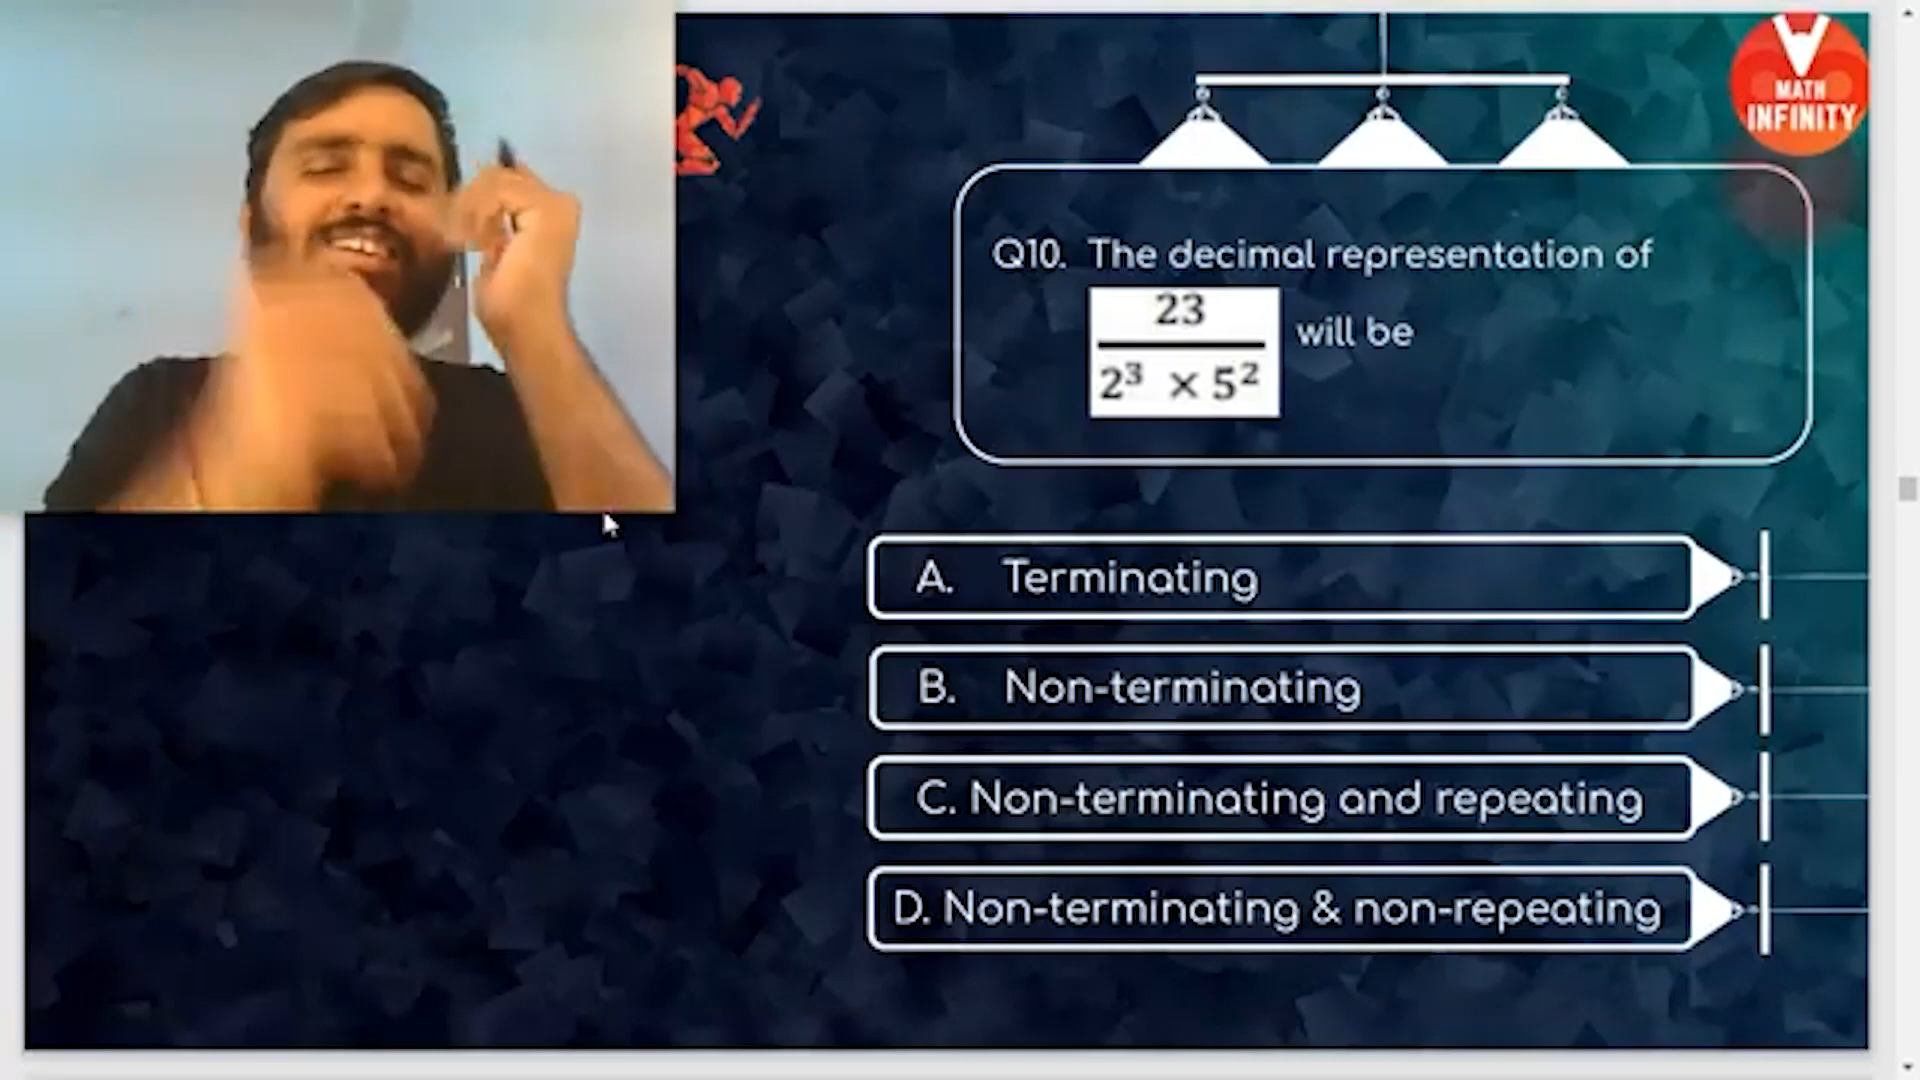 MATH
INFINITY
Q10. The decimal representation of
23
2³ × 5²
will be
A. Terminating
B. Non-terminating
C. Non-terminating and repeating
D. Non-terminating & non-repeating